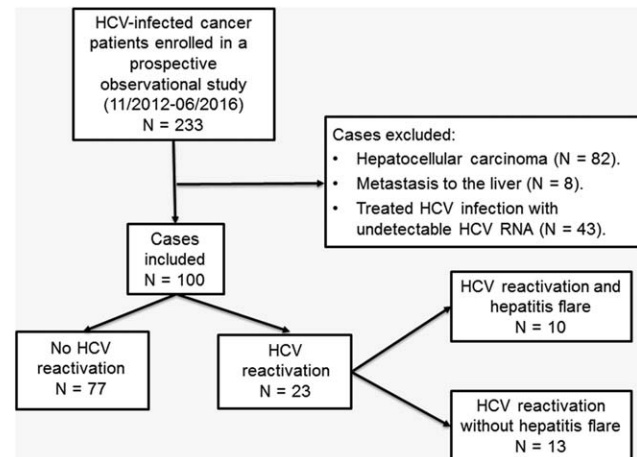 HCV-infected cancer
patients enrolled in a
prospective
observational study
(11/2012-06/2016)
N = 233
Cases excluded:
• Hepatocellular carcinoma (N = 82).
• Metastasis to the liver (N = 8).
• Treated HCV infection with
undetectable HCV RNA (N = 43).
Cases
included
N = 100
No HCV
reactivation
N = 77
HCV
reactivation
N = 23
HCV reactivation and
hepatitis flare
N = 10
HCV reactivation
without hepatitis flare
N = 13